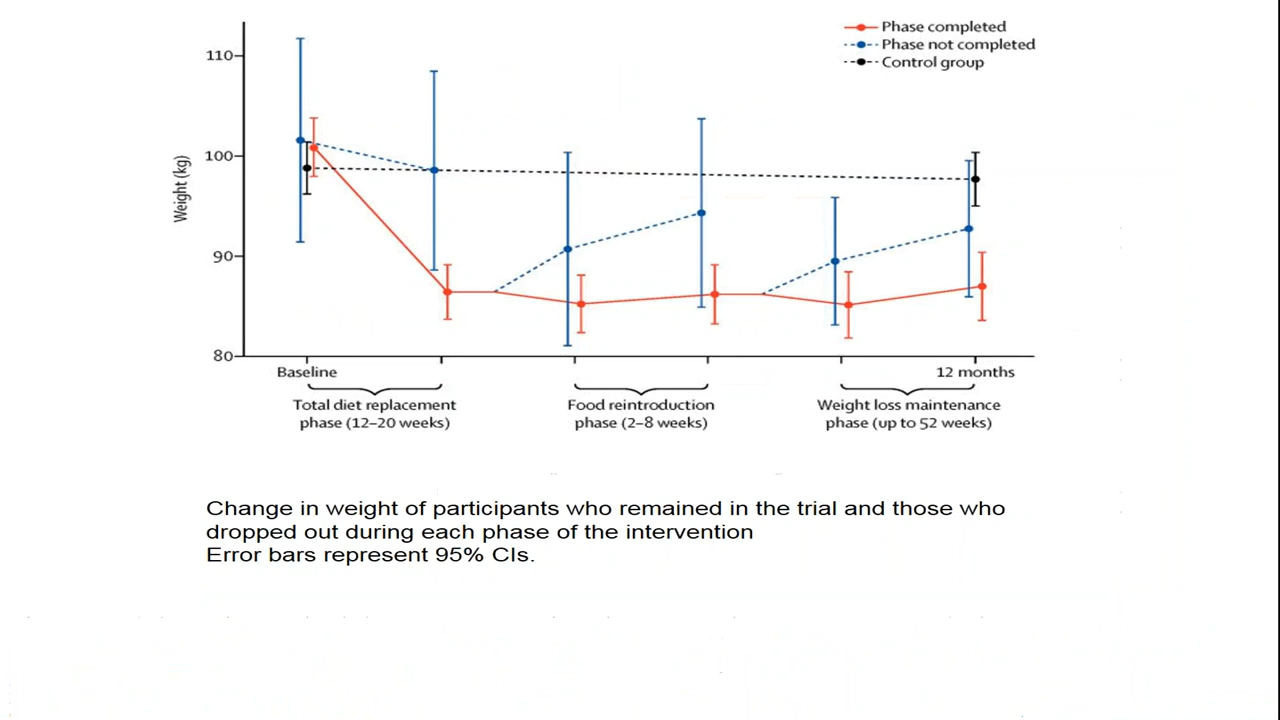 Phase completed
Phase not completed
Control group
110
100
90
80
Weight (kg)
Baseline
12 months
Total diet replacement
phase (12–20 weeks)
Food reintroduction
phase (2–8 weeks)
Weight loss maintenance
phase (up to 52 weeks)
Change in weight of participants who remained in the trial and those who
dropped out during each phase of the intervention
Error bars represent 95% CIs.